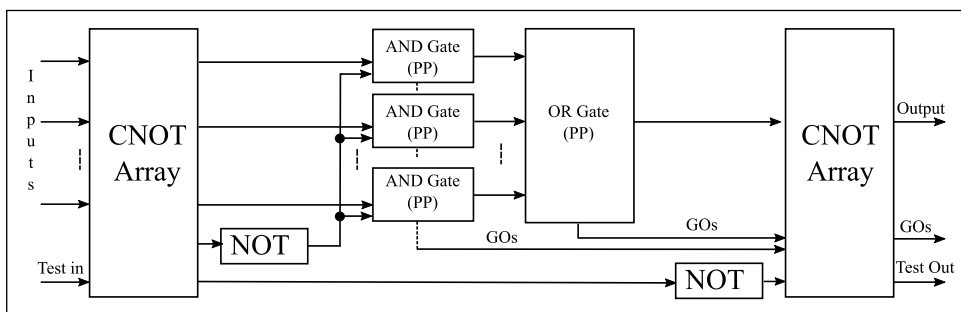 Inputs
CNOT
Array
Test in
NOT
AND Gate
(PP)
AND Gate
(PP)
AND Gate
(PP)
OR Gate
(PP)
GOs
GOs
NOT
CNOT
Array
Output
GOs
Test Out